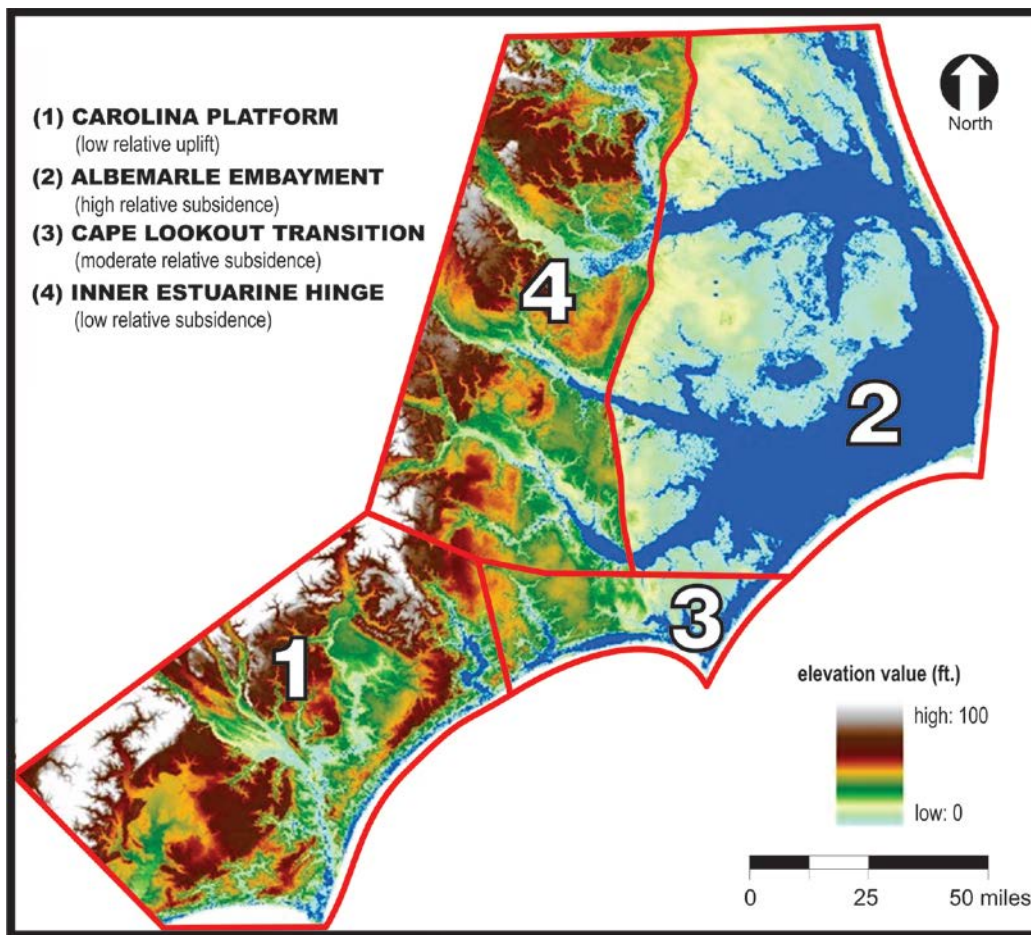 (1) CAROLINA PLATFORM
(low relative uplift)
(2) ALBEMARLE EMBAYMENT
(high relative subsidence)
(3) CAPE LOOKOUT TRANSITION
(moderate relative subsidence)
(4) INNER ESTUARINE HINGE
(low relative subsidence)
North
4
2
3
1
elevation value (ft.)
high: 100
low: 0
0 25 50 miles